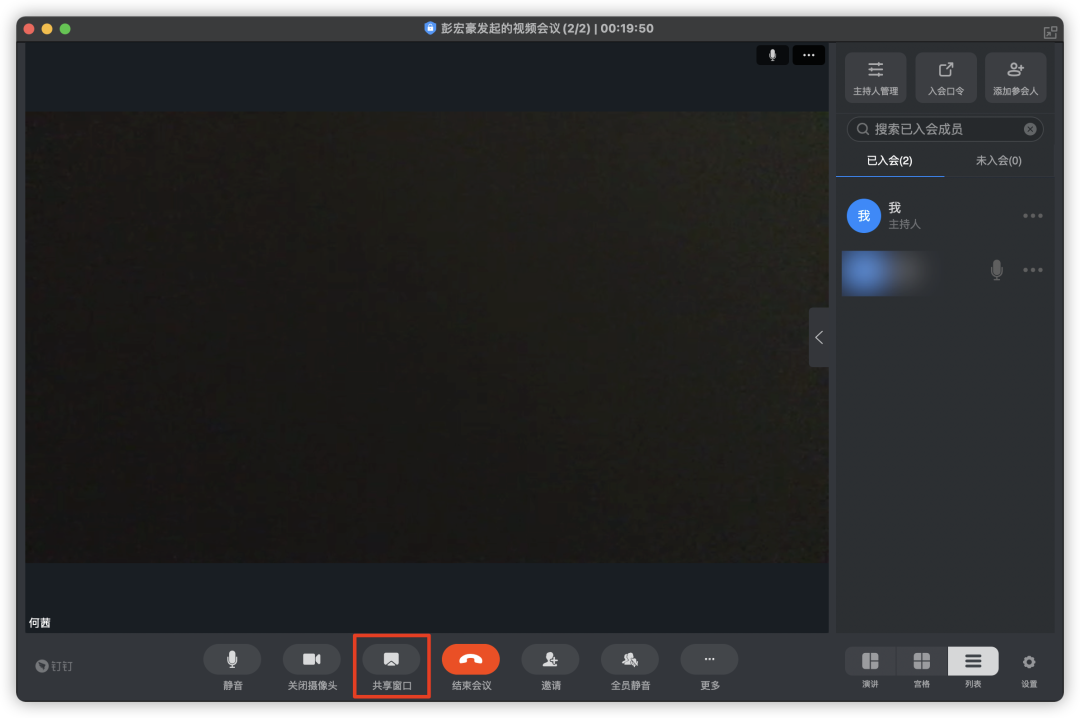 彭宏豪发起的视频会议(2/2) | 00:19:50
主持人管理
入会口令
添加参会人
搜索已入会成员
已入会(2)
未入会(0)
我
我
主持人
何茜
钉钉
静音
关闭摄像头
共享窗口
结束会议
邀请
全员静音
更多
演讲
宫格
列表
设置